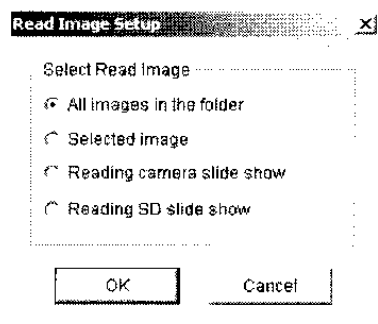 Read Image Setup
Select Read Image
All images in the folder
Selected image
Reading camera slide show
Reading SD slide show
OK
Cancel